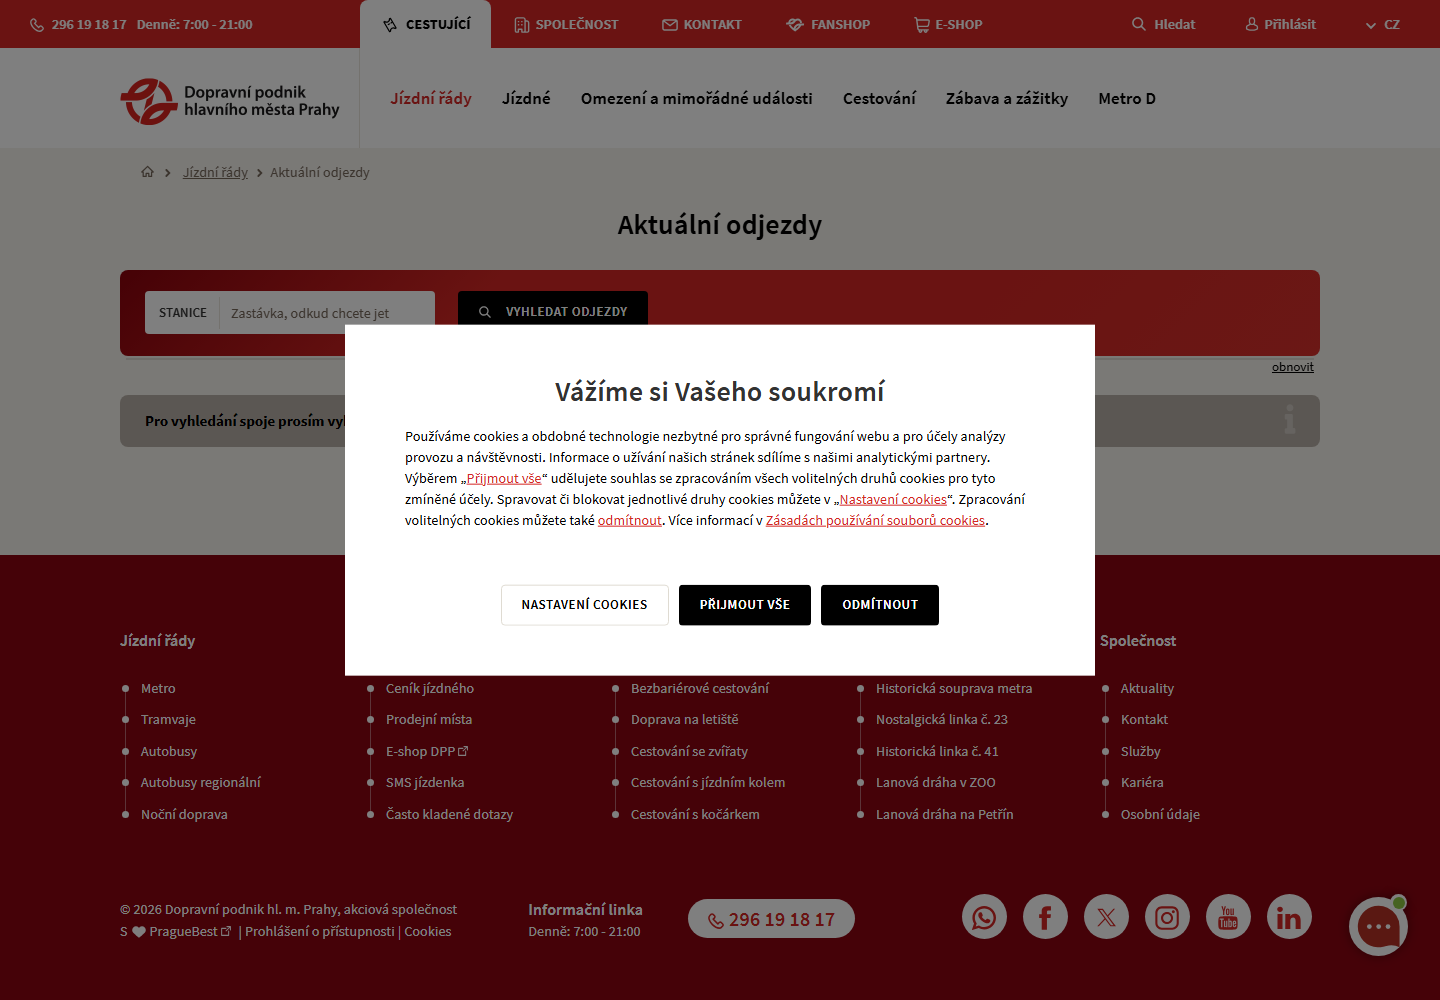 296 19 18 17 Denně: 7:00 - 21:00
CESTUJÍCÍ
SPOLEČNOST
KONTAKT
FANSHOP
E-SHOP
Hledat
Přihlásit
CZ
Dopravní podnik
hlavního města Prahy
Jízdní řády
Jízdné
Omezení a mimořádné události
Cestování
Zábava a zážitky
Metro D
Jízdní řády
Aktuální odjezdy
Aktuální odjezdy
STANICE
Zastávka, odkud chcete jet
VYHLEDAT ODJEZDY
obnovit
Pro vyhledání spoje prosím
Vážíme si Vašeho soukromí
Používáme cookies a obdobné technologie nezbytné pro správné fungování webu a pro účely analýzy
provozu a návštěvnosti. Informace o užívání našich stránek sdílíme s našimi analytickými partnery.
Výběrem „Přijmout vše“ udělujete souhlas se zpracováním všech volitelných druhů cookies pro tyto
zmíněné účely. Spravovat či blokovat jednotlivé druhy cookies můžete v „Nastavení cookies“. Zpracování
volitelných cookies můžete také odmítnout. Více informací v Zásadách používání souborů cookies.
NASTAVENÍ COOKIES
PŘIJMOUT VŠE
ODMÍTNOUT
Jízdní řády
Metro
Tramvaje
Autobusy
Autobusy regionální
Noční doprava
Ceník jízdného
Prodejní místa
E-shop DPP
SMS jízdenka
Často kladené dotazy
Bezbariérové cestování
Doprava na letiště
Cestování se zvířaty
Cestování s jízdním kolem
Cestování s kočárkem
Historická souprava metra
Nostalgická linka č. 23
Historická linka č. 41
Lanová dráha v ZOO
Lanová dráha na Petřín
Společnost
Aktuality
Kontakt
Služby
Kariéra
Osobní údaje
© 2026 Dopravní podnik hl. m. Prahy, akciová společnost
S PragueBest | Prohlášení o přístupnosti | Cookies
Informační linka
Denně: 7:00 - 21:00
296 19 18 17
You
Tube